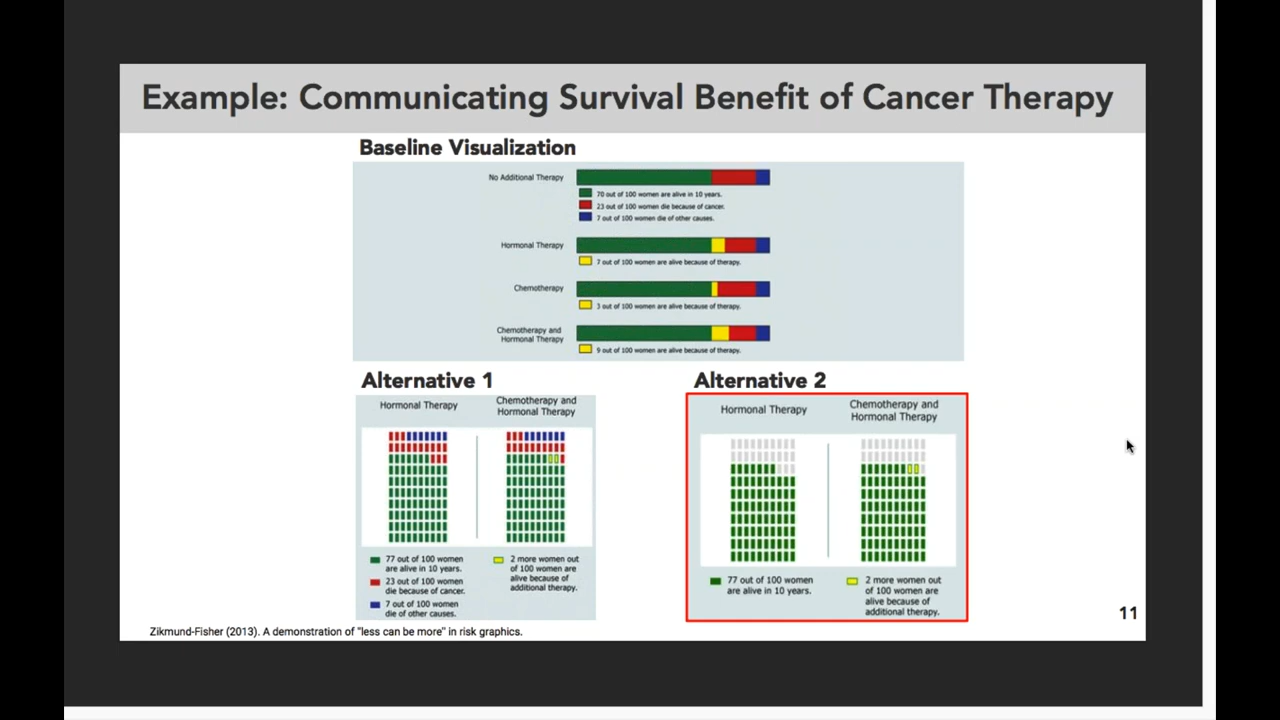 Example: Communicating Survival Benefit of Cancer Therapy
Baseline Visualization
No Additional Therapy
70 out of 100 women are alive in 10 years.
23 out of 100 women die because of cancer.
7 out of 100 women die of other causes.
Hormonal Therapy
7 out of 100 women are alive because of therapy.
Chemotherapy
3 out of 100 women are alive because of therapy.
Chemotherapy and
Hormonal Therapy
9 out of 100 women are alive because of therapy.
Alternative 1
Hormonal Therapy
Chemotherapy and
Hormonal Therapy
77 out of 100 women
are alive in 10 years.
23 out of 100 women
die because of cancer.
7 out of 100 women
die of other causes.
2 more women out
of 100 women are
alive because of
additional therapy.
Alternative 2
Hormonal Therapy
Chemotherapy and
Hormonal Therapy
77 out of 100 women
are alive in 10 years.
2 more women out
of 100 women are
alive because of
additional therapy.
11
Zikmund-Fisher (2013). A demonstration of "less can be more" in risk graphics.